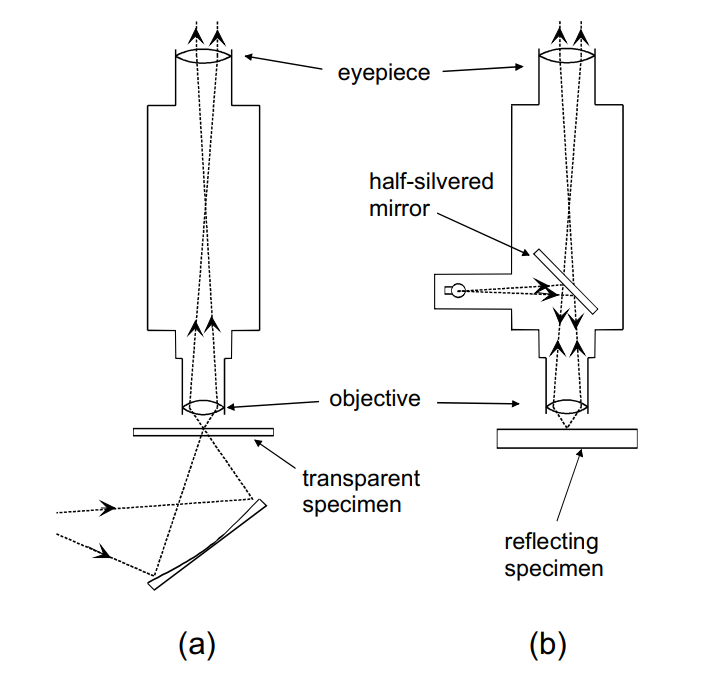 eyepiece
half-silvered
mirror
objective
transparent
specimen
reflecting
specimen
(a)
(b)